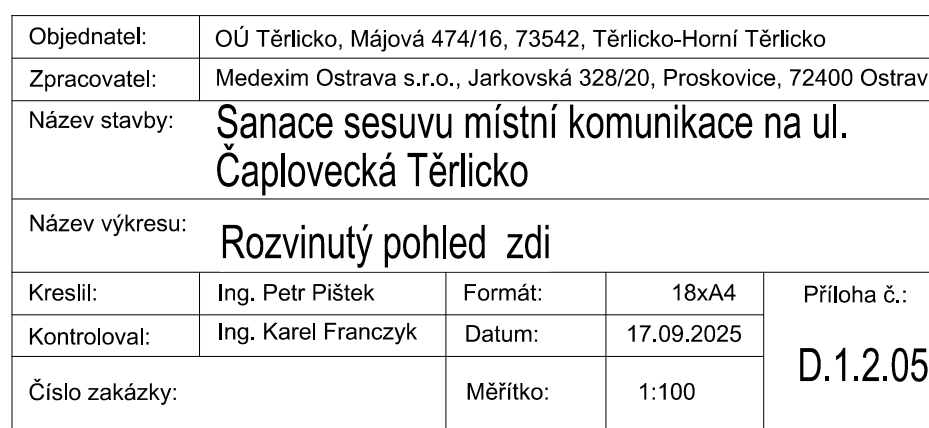 Objednatel: OÚ Těrlicko, Májová 474/16, 73542, Těrlicko-Horní Těrlicko
Zpracovatel: Medexim Ostrava s.r.o., Jarkovská 328/20, Proskovice, 72400 Ostrav
Název stavby: Sanace sesuvu místní komunikace na ul.
Čaplovecká Těrlicko
Název výkresu: Rozvinutý pohled zdi
Kreslil: Ing. Petr Pištek Formát: 18xA4 Příloha č.:
Kontroloval: Ing. Karel Franczyk Datum: 17.09.2025
D.1.2.05
Číslo zakázky: Měřítko: 1:100